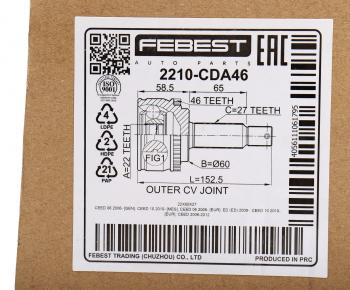 FEBEST
AUTO PARTS
EAC
ISO
9001
2210-CDA46
58.5
65
46 TEETH
C=27 TEETH
A=22 TEETH
FIG1
B=Ø60
L=152.5
OUTER CV JOINT
4
LDPE
2
HDPE
21
PAP
4056111061795
22X60X27
FEBEST TRADING (CHUZHOU) CO., LTD
PRODUCED IN PRC